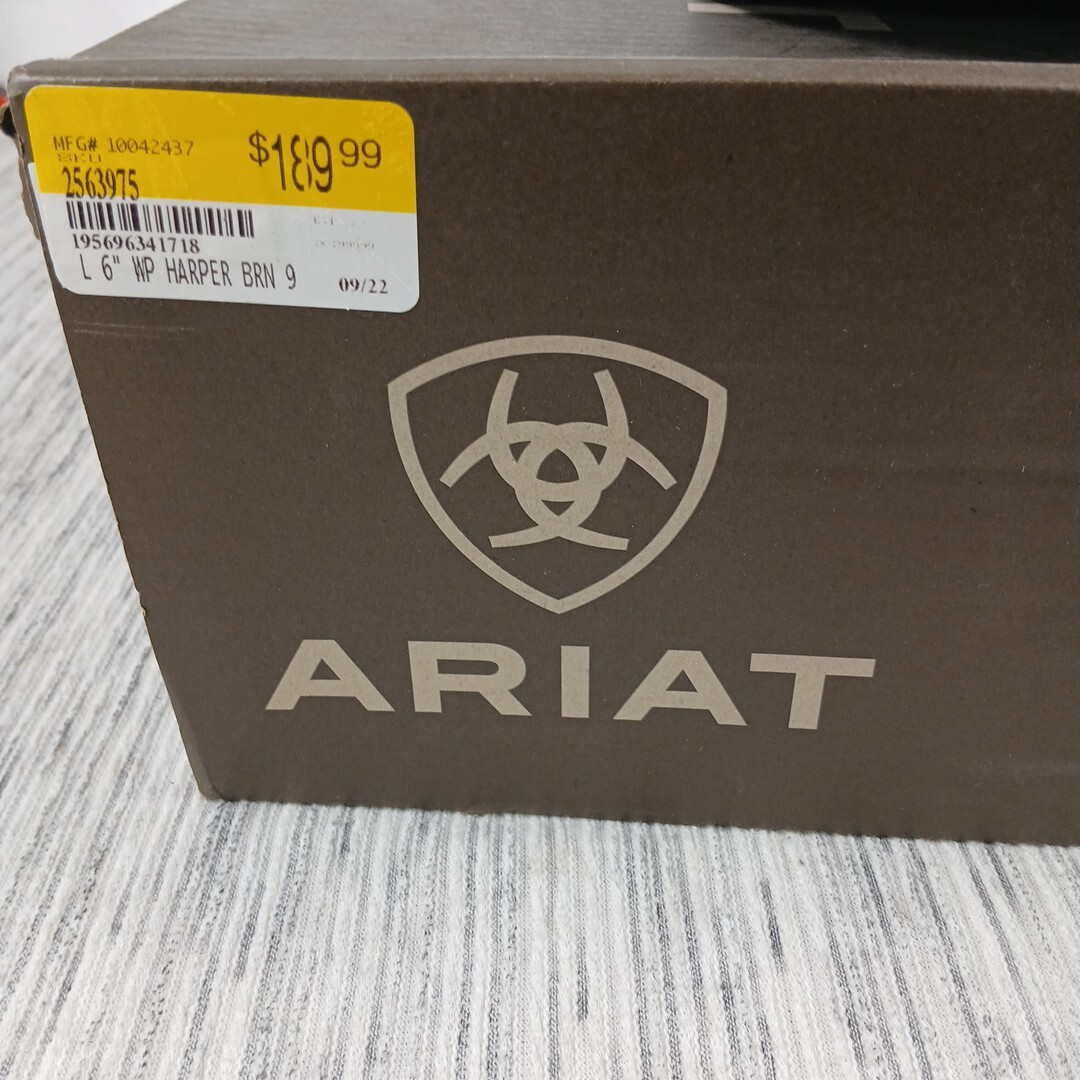 MFG# 10042437
$189 99
SKU
2563975
195696341718
L 6" WP HARPER BRN 9
09/22
ARIAT